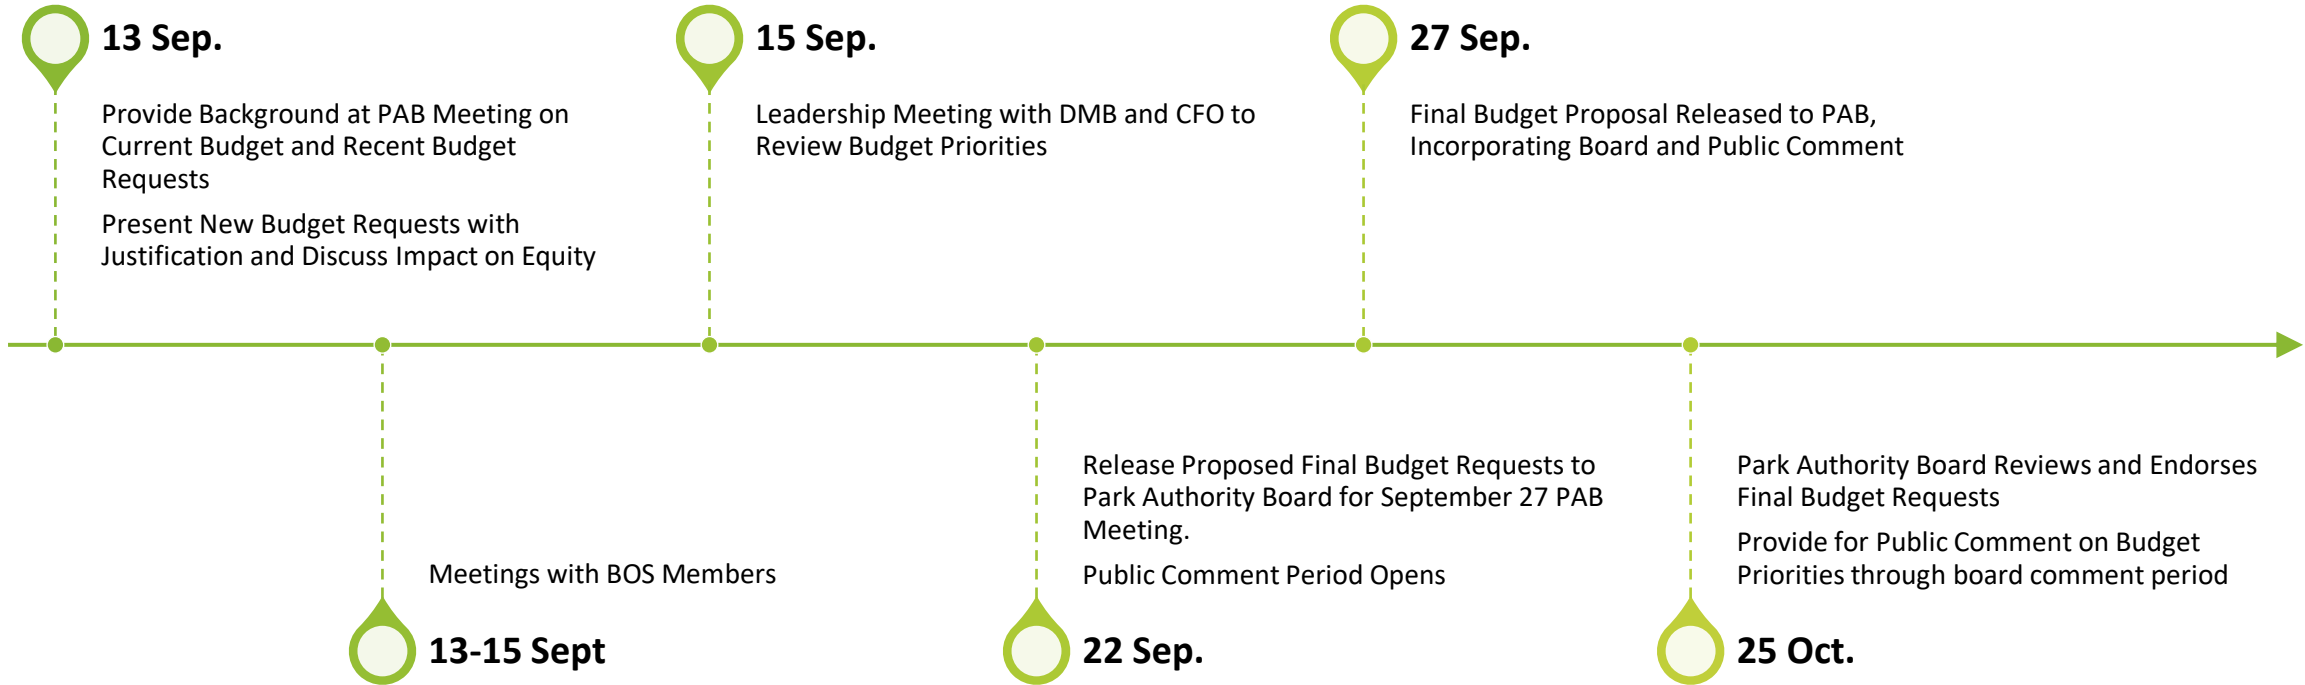 13 Sep.
Provide Background at PAB Meeting on
Current Budget and Recent Budget
Requests
Present New Budget Requests with
Justification and Discuss Impact on Equity
Meetings with BOS Members
13-15 Sept
15 Sep.
Leadership Meeting with DMB and CFO to
Review Budget Priorities
Release Proposed Final Budget Requests to
Park Authority Board for September 27 PAB
Meeting.
Public Comment Period Opens
22 Sep.
27 Sep.
Final Budget Proposal Released to PAB,
Incorporating Board and Public Comment
Park Authority Board Reviews and Endorses
Final Budget Requests
Provide for Public Comment on Budget
Priorities through board comment period
25 Oct.